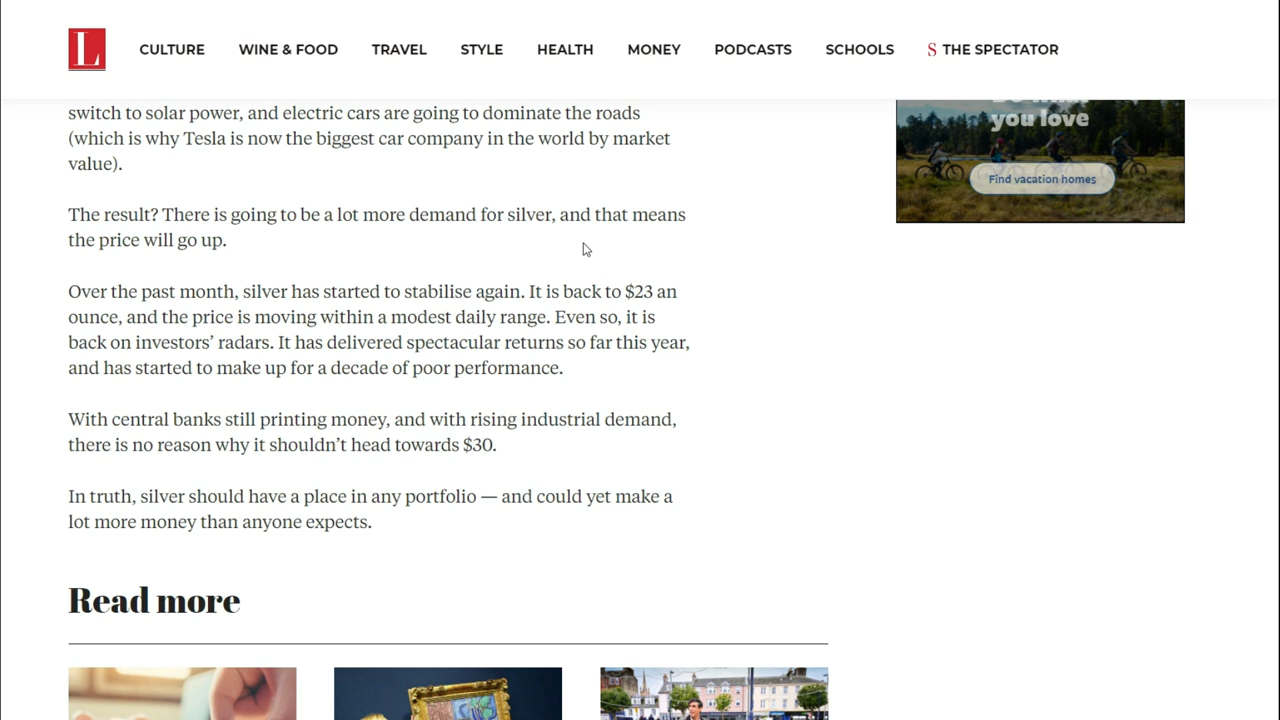 L
CULTURE
WINE & FOOD
TRAVEL
STYLE
HEALTH
MONEY
PODCASTS
SCHOOLS
S THE SPECTATOR
switch to solar power, and electric cars are going to dominate the roads
(which is why Tesla is now the biggest car company in the world by market
value).
The result? There is going to be a lot more demand for silver, and that means
the price will go up.
Over the past month, silver has started to stabilise again. It is back to $23 an
ounce, and the price is moving within a modest daily range. Even so, it is
back on investors’ radars. It has delivered spectacular returns so far this year,
and has started to make up for a decade of poor performance.
With central banks still printing money, and with rising industrial demand,
there is no reason why it shouldn’t head towards $30.
In truth, silver should have a place in any portfolio — and could yet make a
lot more money than anyone expects.
Read more
you love
Find vacation homes